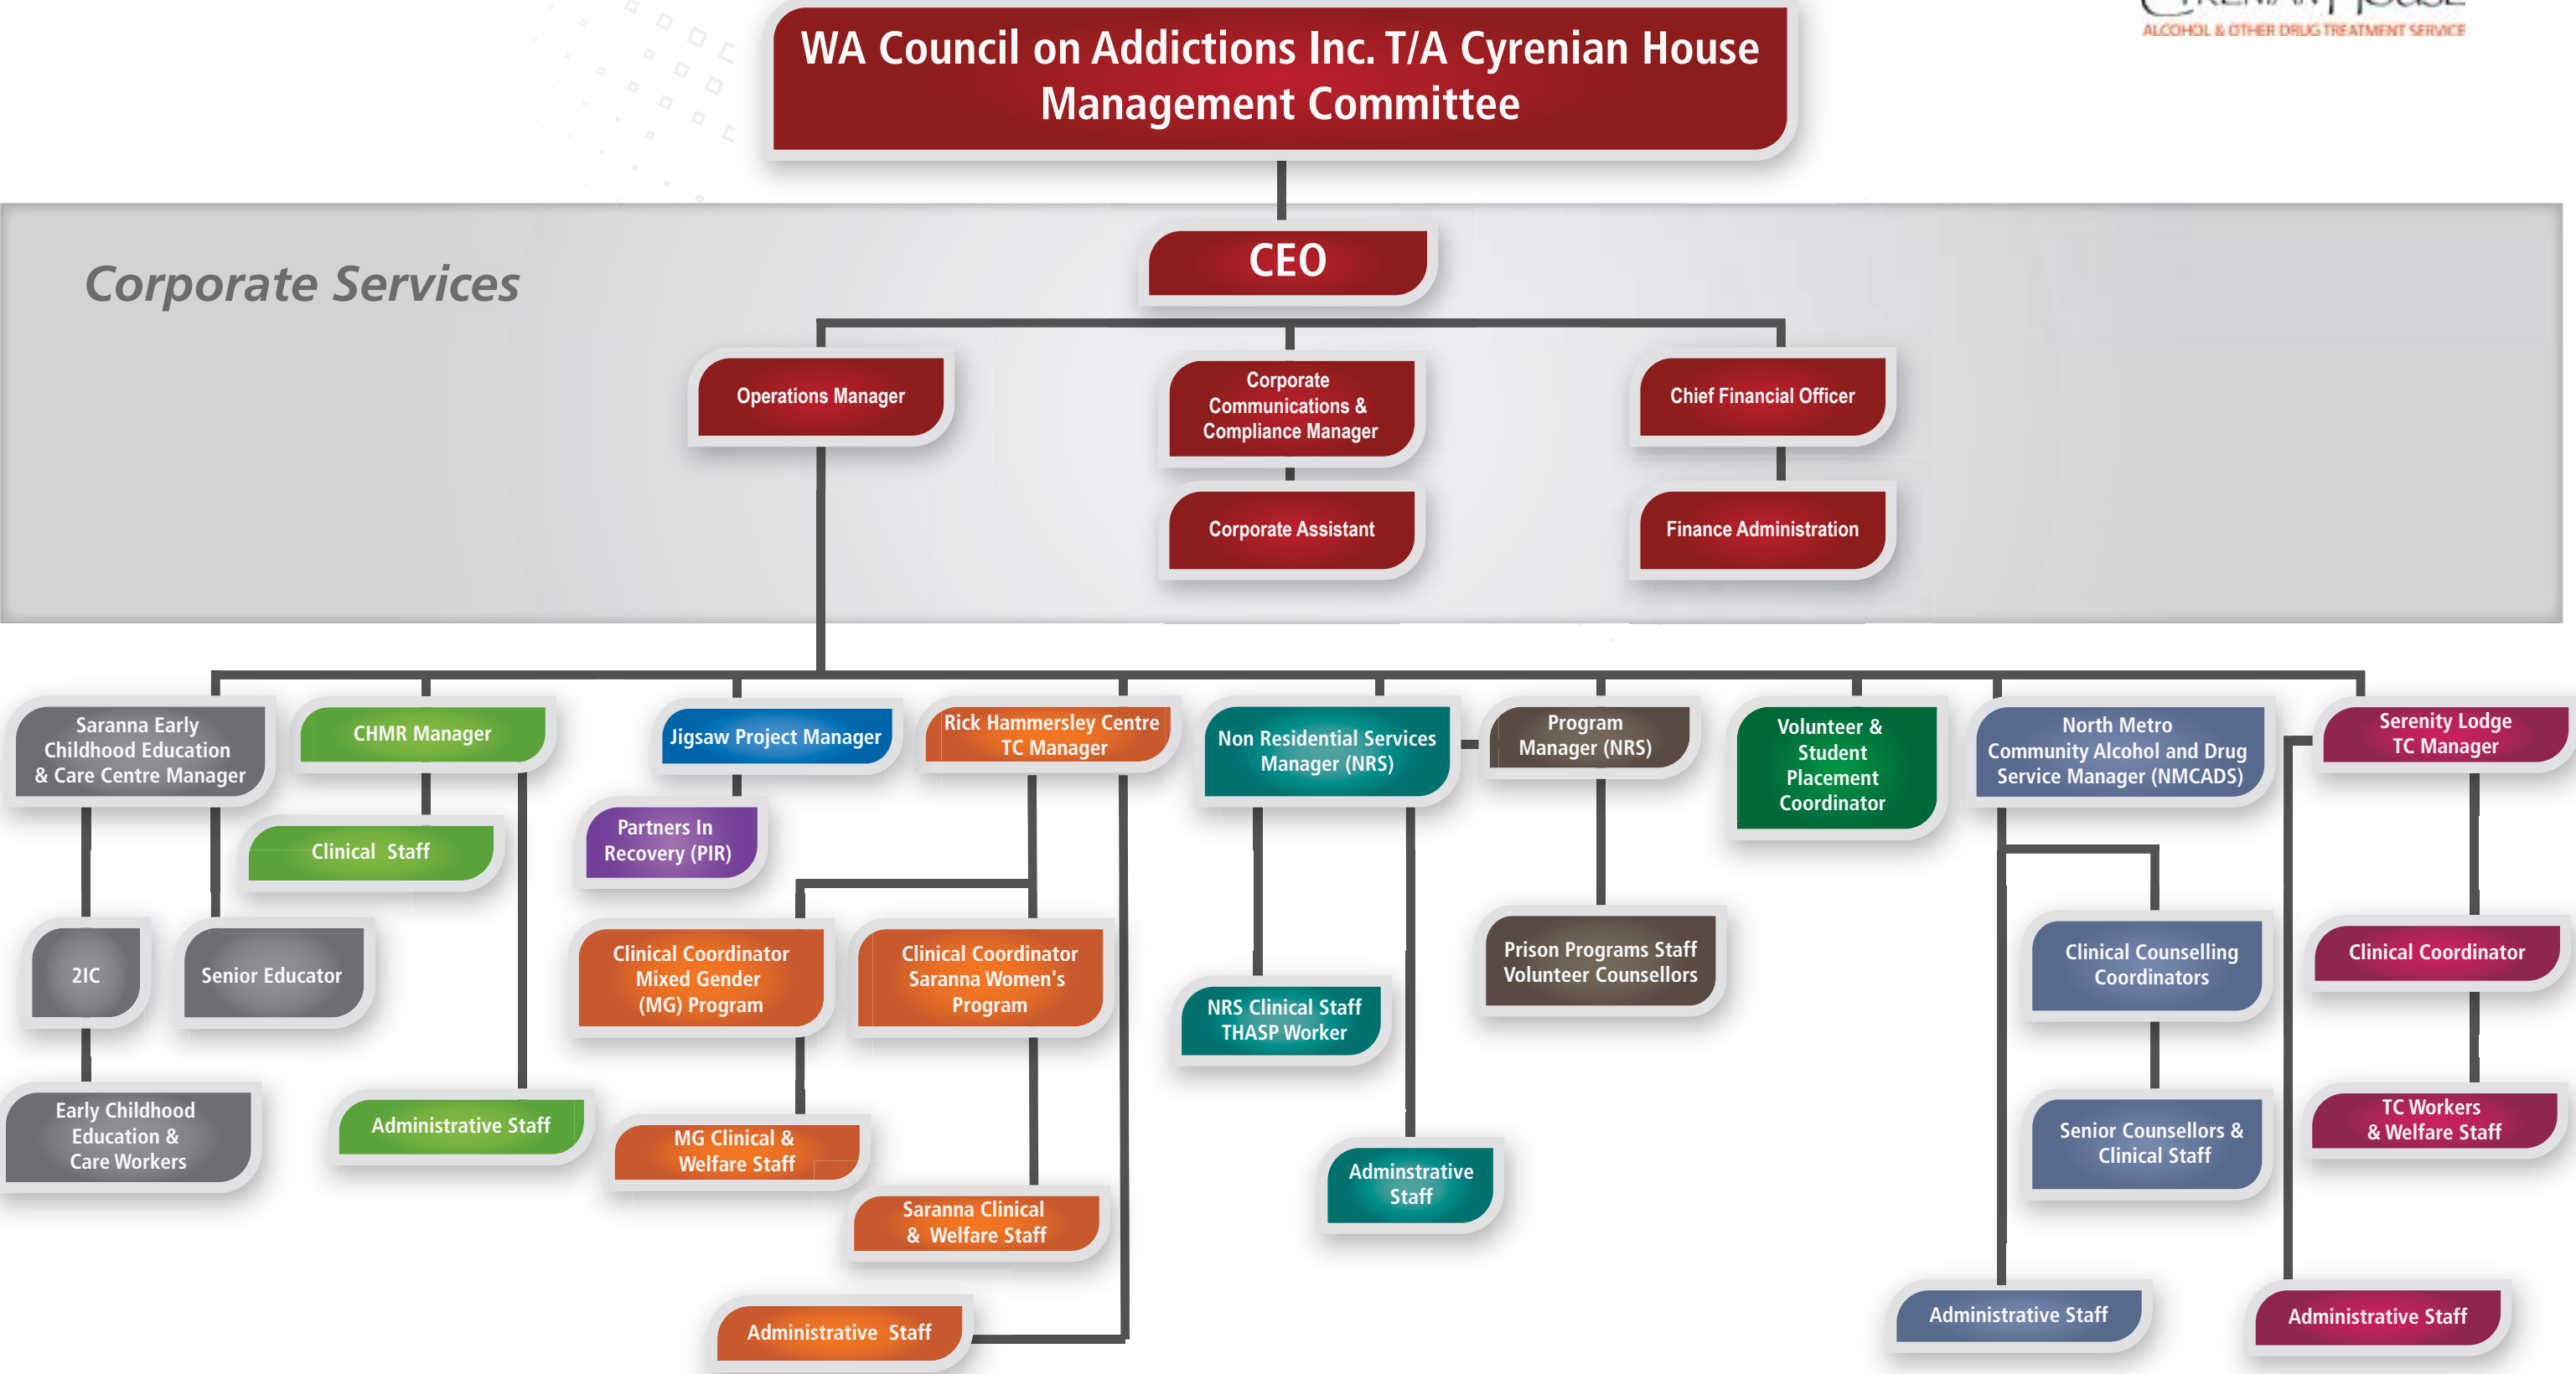 ALCOHOL & OTHER DRUG TREATMENT SERVICE
WA Council on Addictions Inc. T/A Cyrenian House
Management Committee
Corporate Services
CEO
Operations Manager
Corporate
Communications &
Compliance Manager
Chief Financial Officer
Corporate Assistant
Finance Administration
Saranna Early
Childhood Education
& Care Centre Manager
CHMR Manager
Jigsaw Project Manager
Rick Hammersley Centre
TC Manager
Non Residential Services
Manager (NRS)
Program
Manager (NRS)
Volunteer &
Student
Placement
Coordinator
North Metro
Community Alcohol and Drug
Service Manager (NMCADS)
Serenity Lodge
TC Manager
Clinical Staff
Partners In
Recovery (PIR)
2IC
Senior Educator
Clinical Coordinator
Mixed Gender
(MG) Program
Clinical Coordinator
Saranna Women's
Program
NRS Clinical Staff
THASP Worker
Prison Programs Staff
Volunteer Counsellors
Clinical Counselling
Coordinators
Clinical Coordinator
Early Childhood
Education &
Care Workers
Administrative Staff
MG Clinical &
Welfare Staff
Saranna Clinical
& Welfare Staff
Adminstrative
Staff
Senior Counsellors &
Clinical Staff
TC Workers
& Welfare Staff
Administrative Staff
Administrative Staff
Administrative Staff